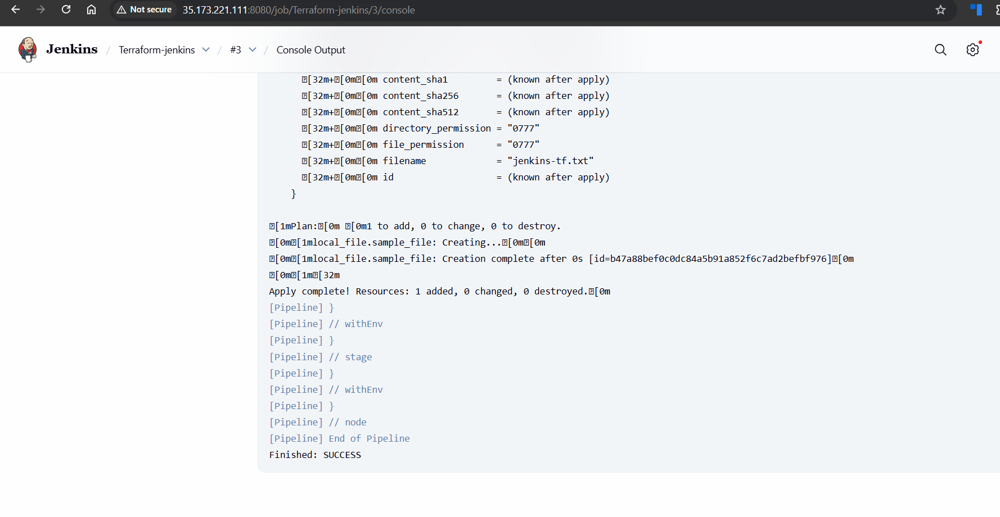 Not secure 35.173.221.111:8080/job/Terraform-jenkins/3/console
Jenkins / Terraform-jenkins / #3 / Console Output
�[32m+�[0m�[0m content_sha1         = (known after apply)
�[32m+�[0m�[0m content_sha256       = (known after apply)
�[32m+�[0m�[0m content_sha512       = (known after apply)
�[32m+�[0m�[0m directory_permission = "0777"
�[32m+�[0m�[0m file_permission      = "0777"
�[32m+�[0m�[0m filename             = "jenkins-tf.txt"
�[32m+�[0m�[0m id                   = (known after apply)
}
�[1mPlan:�[0m �[0m1 to add, 0 to change, 0 to destroy.
�[0m�[1mlocal_file.sample_file: Creating...�[0m�[0m
�[0m�[1mlocal_file.sample_file: Creation complete after 0s [id=b47a88bef0c0dc84a5b91a852f6c7ad2befbf976]�[0m
�[0m�[1m�[32m
Apply complete! Resources: 1 added, 0 changed, 0 destroyed.�[0m
[Pipeline] }
[Pipeline] // withEnv
[Pipeline] }
[Pipeline] // stage
[Pipeline] }
[Pipeline] // withEnv
[Pipeline] }
[Pipeline] // node
[Pipeline] End of Pipeline
Finished: SUCCESS